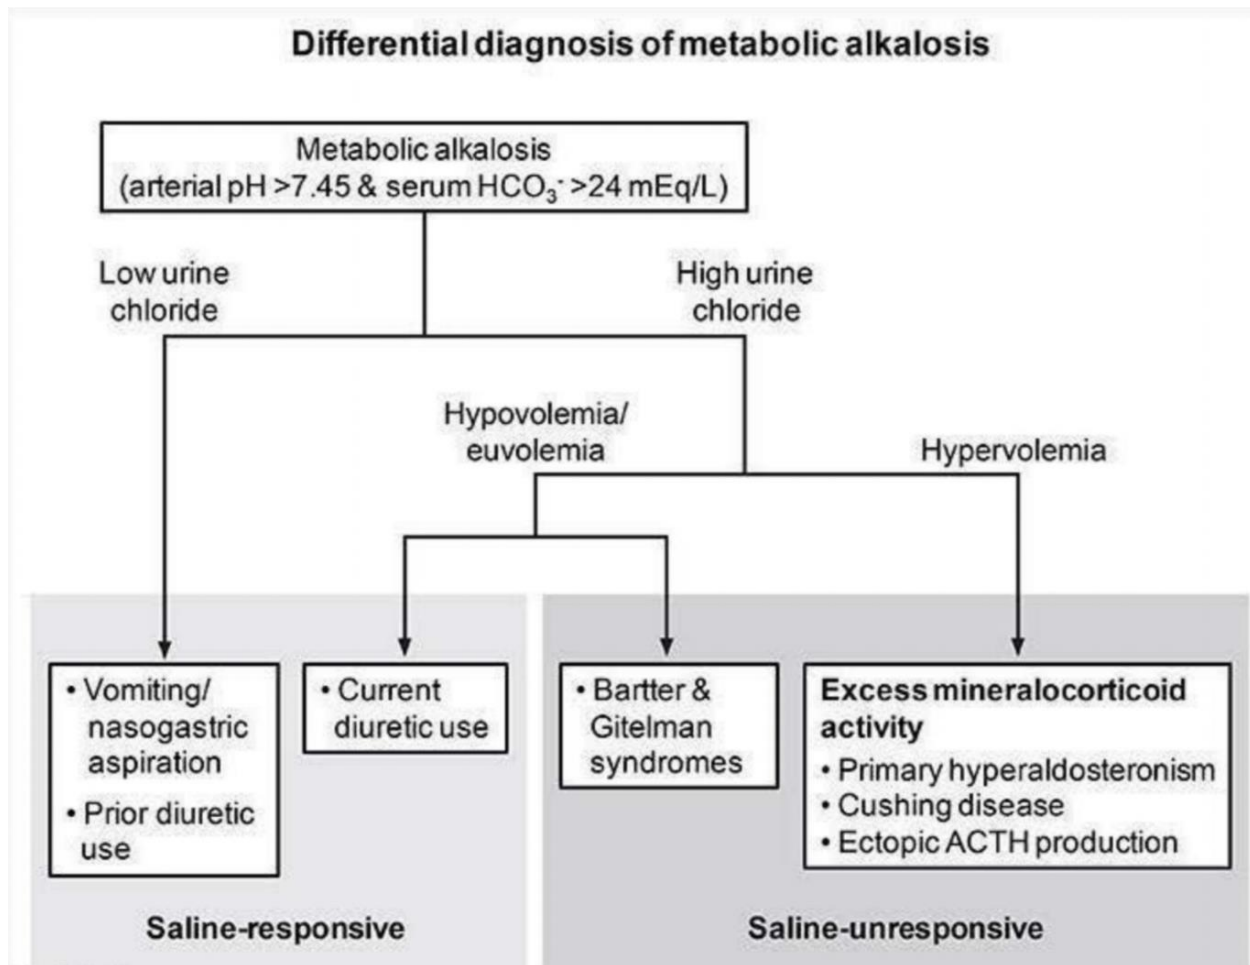 Differential diagnosis of metabolic alkalosis
Metabolic alkalosis
(arterial pH >7.45 & serum HCO₃⁻ >24 mEq/L)
Low urine
chloride
High urine
chloride
Hypovolemia/
euvolemia
Hypervolemia
• Vomiting/
nasogastric
aspiration
• Prior diuretic
use
• Current
diuretic use
• Bartter &
Gitelman
syndromes
Excess mineralocorticoid
activity
• Primary hyperaldosteronism
• Cushing disease
• Ectopic ACTH production
Saline-responsive
Saline-unresponsive